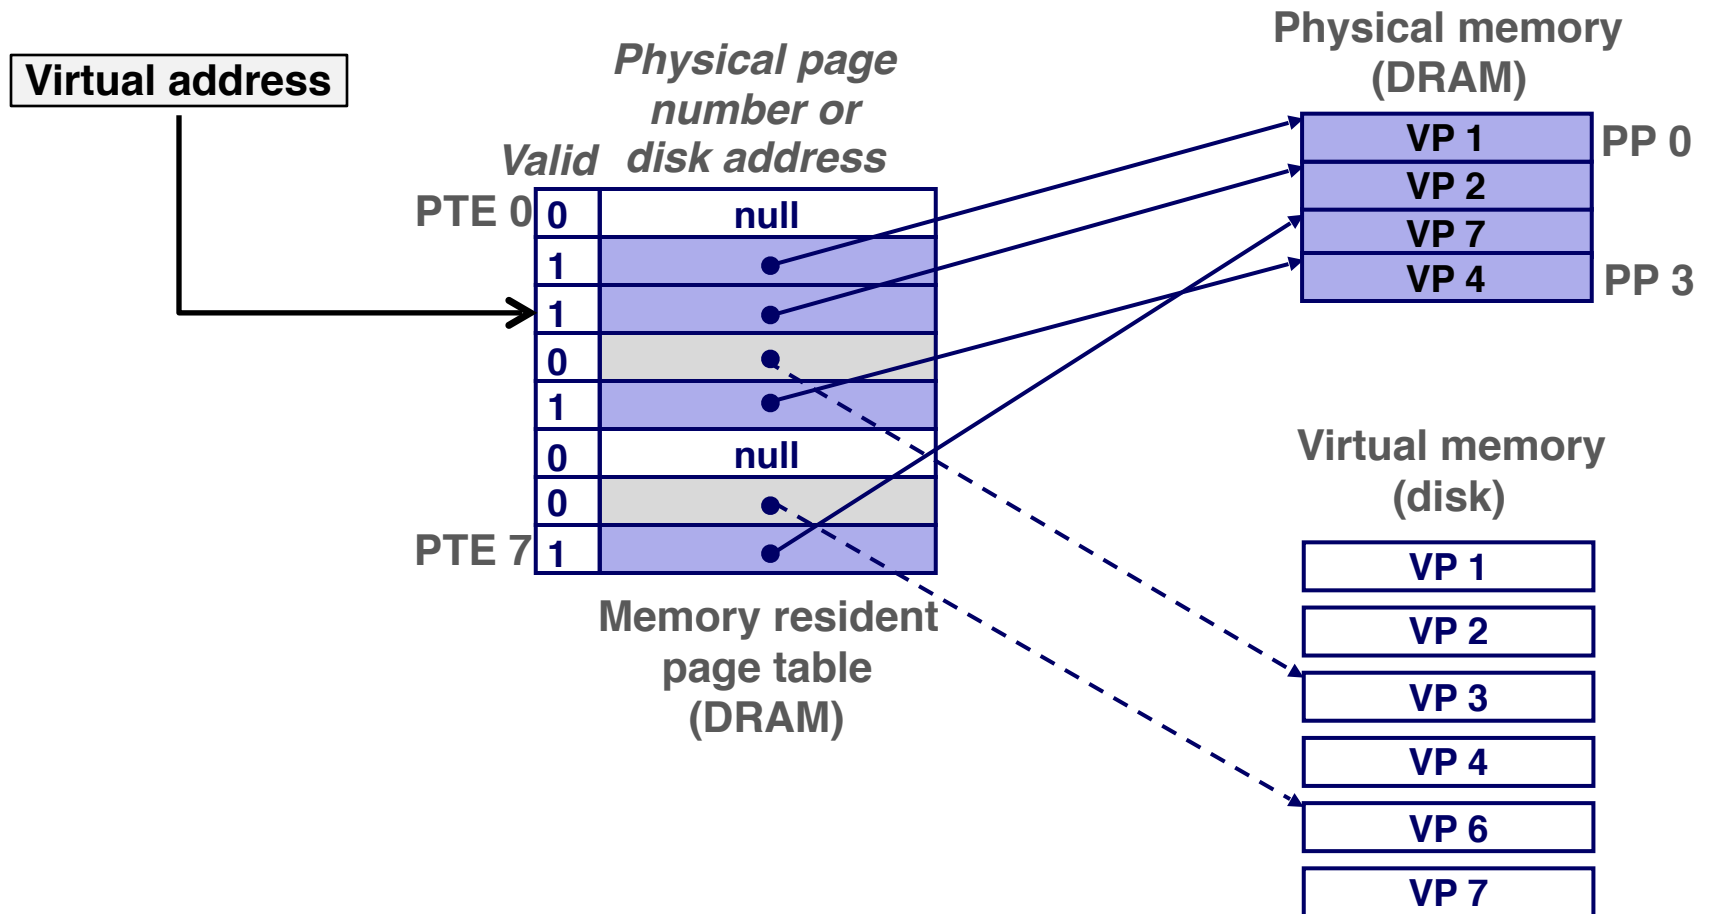 Virtual address
Physical page
number or
disk address
Valid
PTE 0
0
null
1
1
0
1
0
null
0
PTE 7
1
Memory resident
page table
(DRAM)
Physical memory
(DRAM)
VP 1
PP 0
VP 2
VP 7
VP 4
PP 3
Virtual memory
(disk)
VP 1
VP 2
VP 3
VP 4
VP 6
VP 7